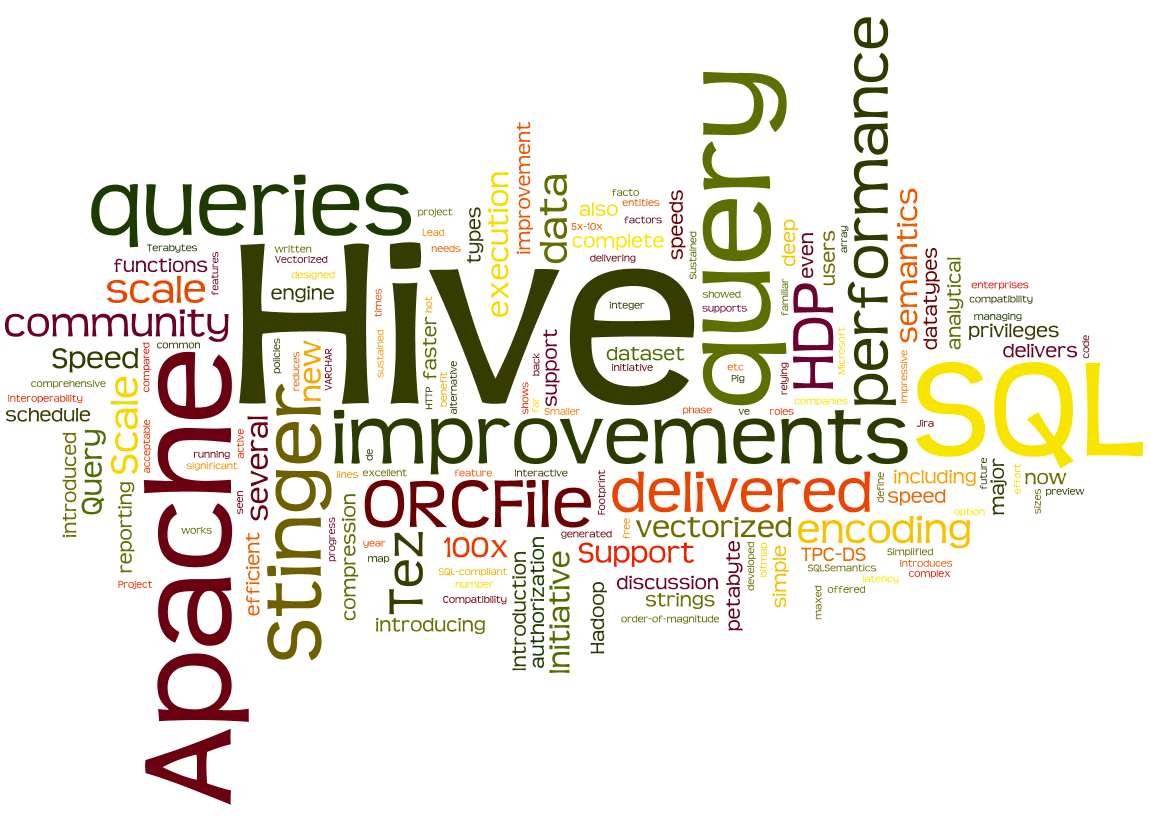 performance
query
improvement
queries
execution
data
facto
entities
also
factors
project
Lead
needs
types
5x-10x
complete
delivering
speeds
sustained
deep
even
users
array
semantics
datatypes
analytical
Terabytes
functions
features
scale
written
Vectorized
designed
engine
Hive
integer
showed
supports
familiar
HDP
enterprises
compatibility
managing
privileges
delivers
code
community
Speed
compared
common
policies
reduces
new
VARCHAR
times
sustained
not
faster
HTTP
benefit
alternative
shows
far
back
support
Smaller
dataset
initiative
etc
Pig
relying
Microsoft
companies
Impressive
comprehensive
Interoperability
schedule
Scale
acceptable
Apache
Stinger
improvements
phase
ve
roles
Jira
SQL
introduced
Query
reporting
running
significant
active
seen
several
de
lines
excellent
feature
Interactive
Footprint
ORCFile
delivered
define
including
speed
future
major
effort
now
sizes
preview
option
works
Project
efficient
progress
compression
year
map
Tez
100x
SQL-compliant
number
Compatibility
introducing
Introduction
authorization
Initiative
generated
free
vectorized
encoding
Support
Hadoop
discussion
strings
order-of-magnitude
petabyte
developed
bitmap
simple
TPC-DS
SQLSemantics
maxed
offered
latency
Simplified
Introduces
complex